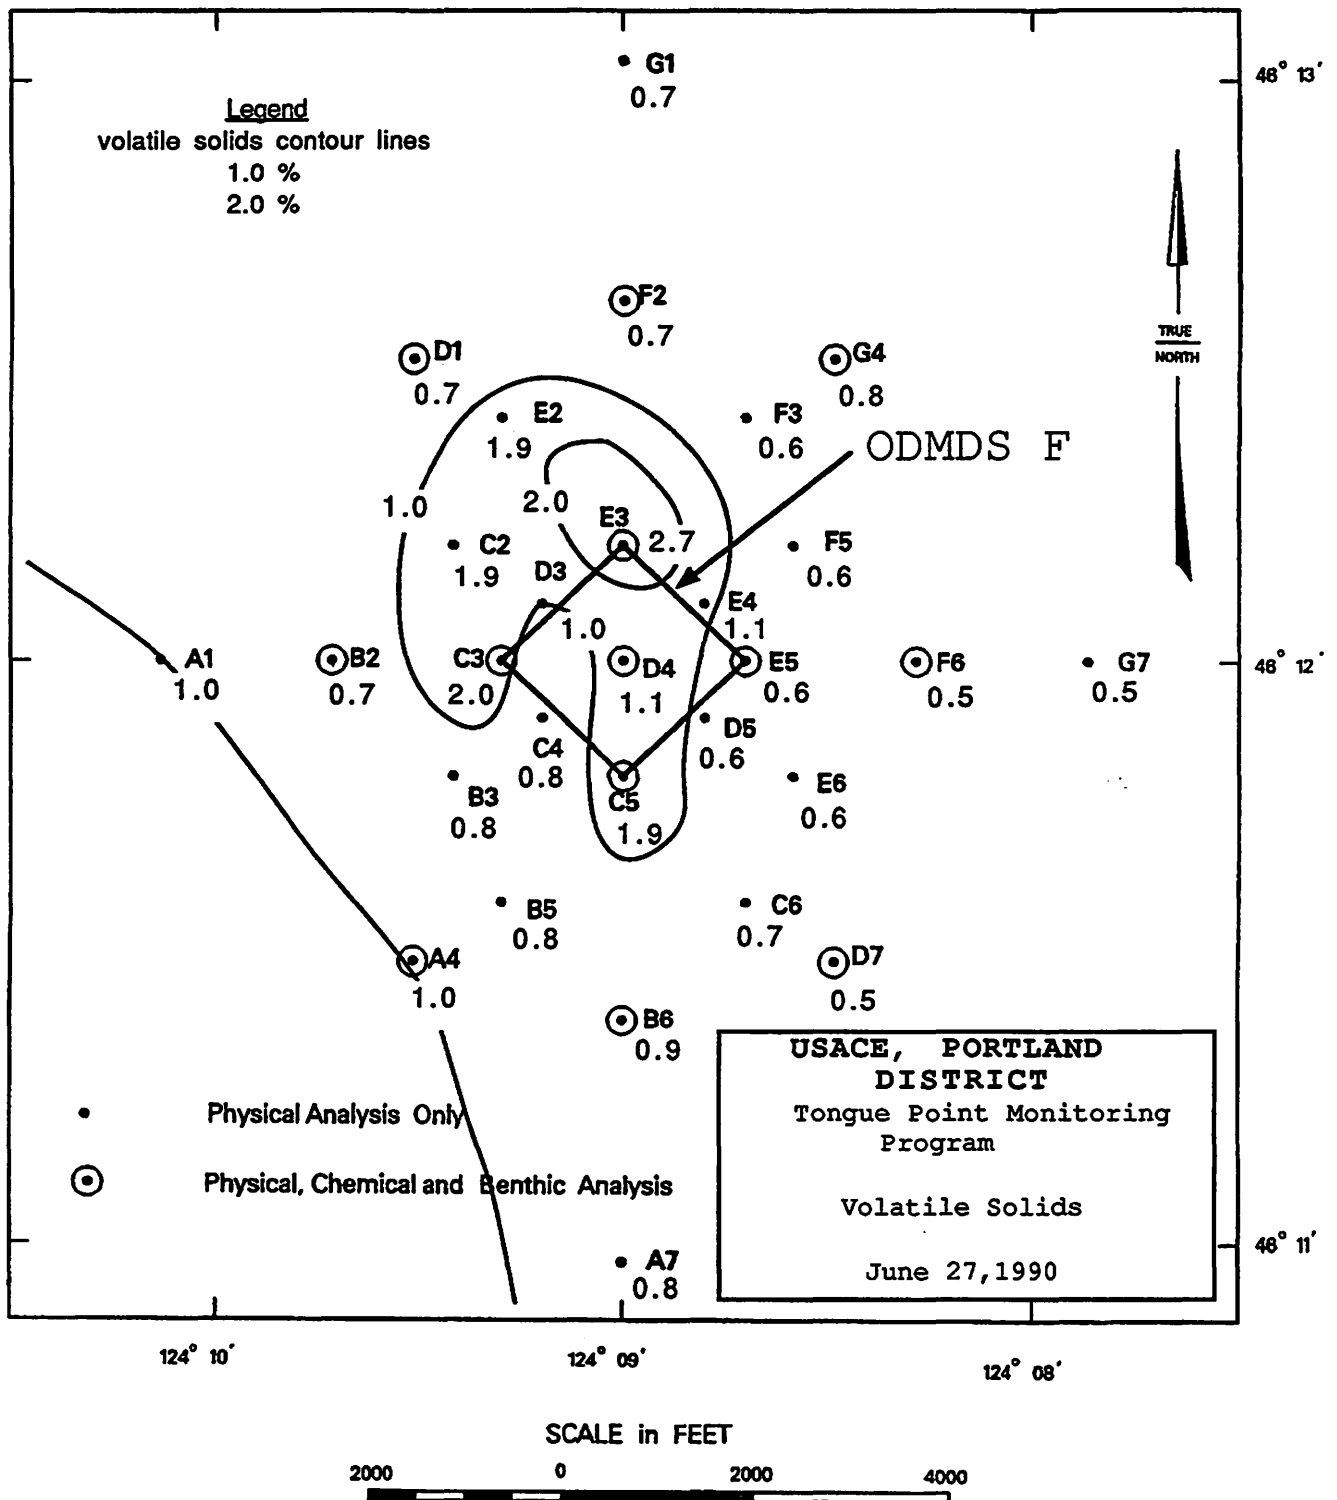 G1
0.7
46° 13′
Legend
volatile solids contour lines
1.0 %
2.0 %
TRUE
NORTH
F2
0.7
D1
0.7
G4
0.8
E2
1.9
F3
0.6
ODMDS F
1.0
2.0
E3
2.7
C2
1.9
F5
0.6
D3
1.0
E4
1.1
A1
1.0
B2
0.7
C3
2.0
D4
1.1
E5
0.6
F6
0.5
G7
0.5
46° 12′
C4
0.8
D5
0.6
B3
0.8
C5
1.9
E6
0.6
B5
0.8
C6
0.7
A4
1.0
D7
0.5
B6
0.9
USACE, PORTLAND
DISTRICT
Tongue Point Monitoring
Program
Volatile Solids
June 27,1990
Physical Analysis Only
Physical, Chemical and Benthic Analysis
A7
0.8
46° 11′
124° 10′
124° 09′
124° 08′
SCALE in FEET
2000 0 2000 4000